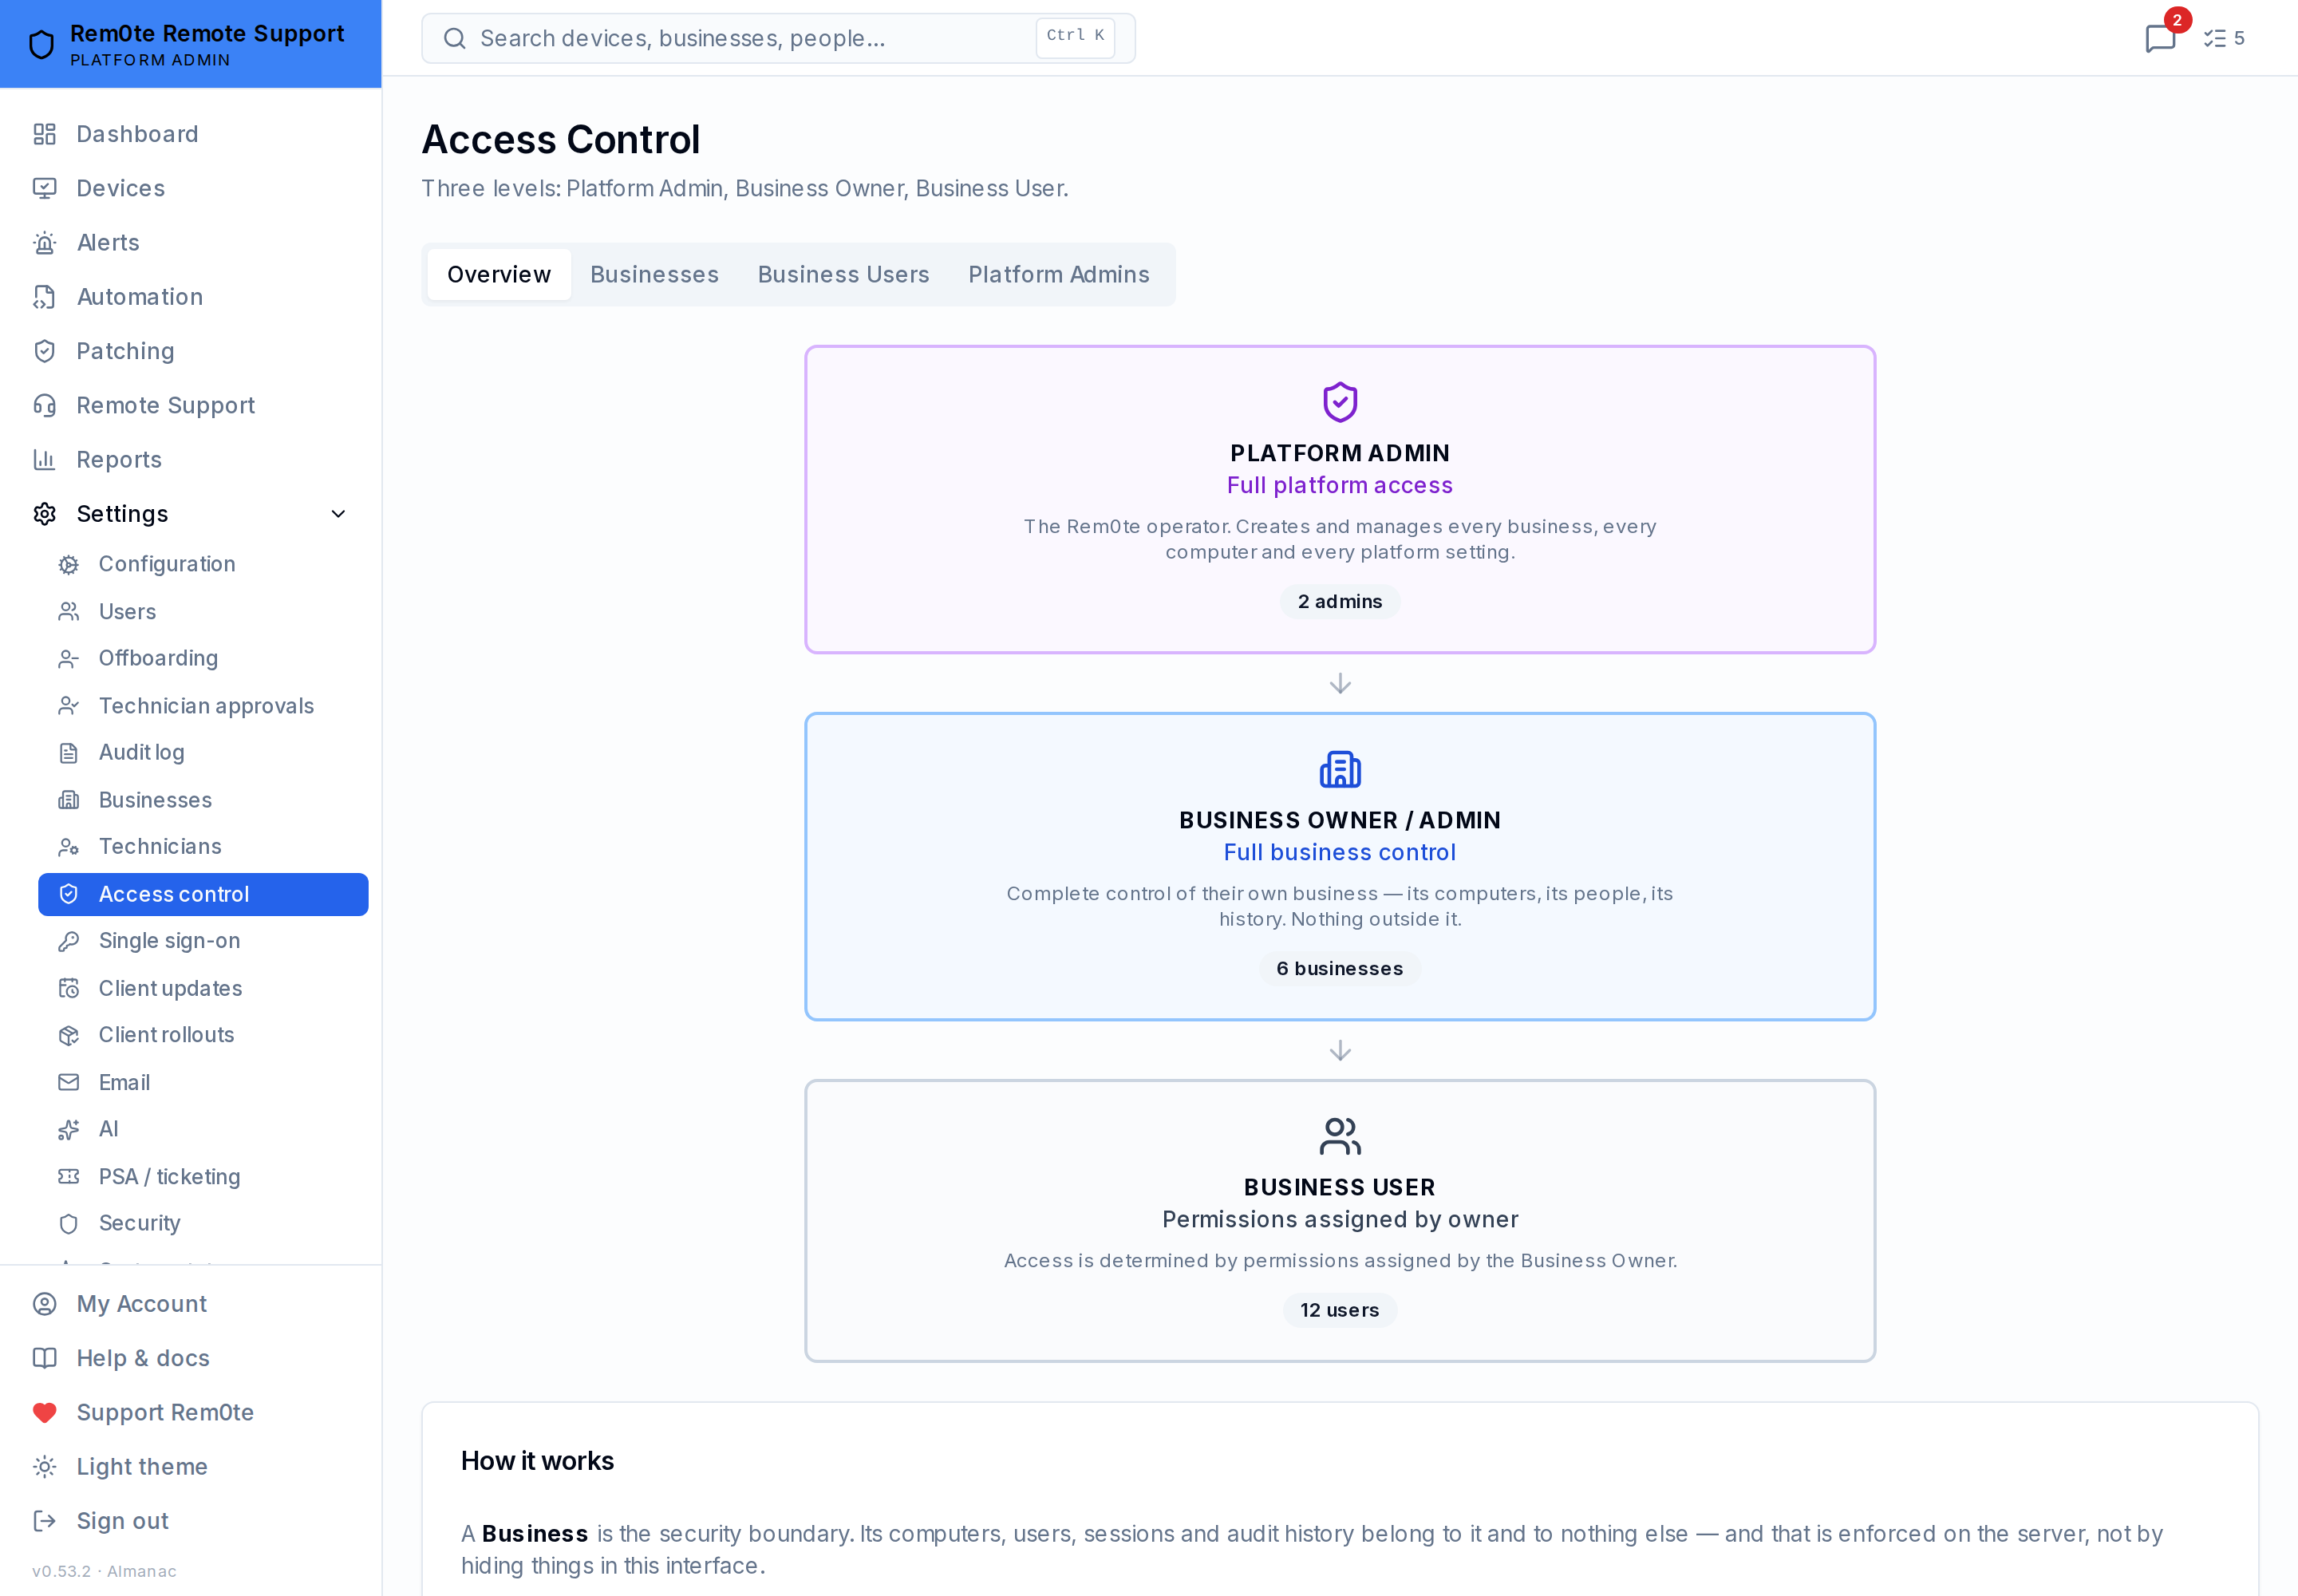 Rem0te Remote Support
PLATFORM ADMIN
Search devices, businesses, people...
Ctrl K
2
5
Dashboard
Devices
Alerts
Automation
Patching
Remote Support
Reports
Settings
Configuration
Users
Offboarding
Technician approvals
Audit log
Businesses
Technicians
Access control
Single sign-on
Client updates
Client rollouts
Email
AI
PSA / ticketing
Security
My Account
Help & docs
Support Rem0te
Light theme
Sign out
v0.53.2 · Almanac
Access Control
Three levels: Platform Admin, Business Owner, Business User.
Overview
Businesses
Business Users
Platform Admins
PLATFORM ADMIN
Full platform access
The Rem0te operator. Creates and manages every business, every
computer and every platform setting.
2 admins
BUSINESS OWNER / ADMIN
Full business control
Complete control of their own business — its computers, its people, its
history. Nothing outside it.
6 businesses
BUSINESS USER
Permissions assigned by owner
Access is determined by permissions assigned by the Business Owner.
12 users
How it works
A Business is the security boundary. Its computers, users, sessions and audit history belong to it and to nothing else — and that is enforced on the server, not by
hiding things in this interface.